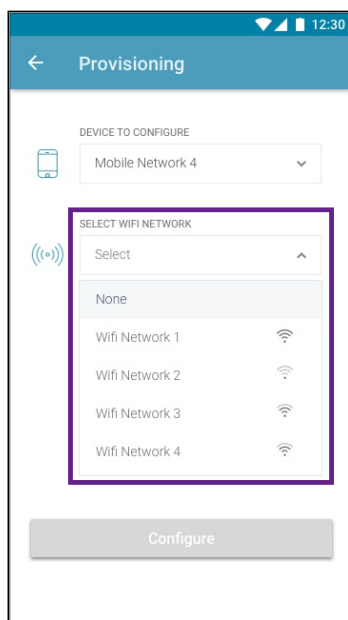 12:30
Provisioning
DEVICE TO CONFIGURE
Mobile Network 4
SELECT WIFI NETWORK
Select
None
Wifi Network 1
Wifi Network 2
Wifi Network 3
Wifi Network 4
Configure